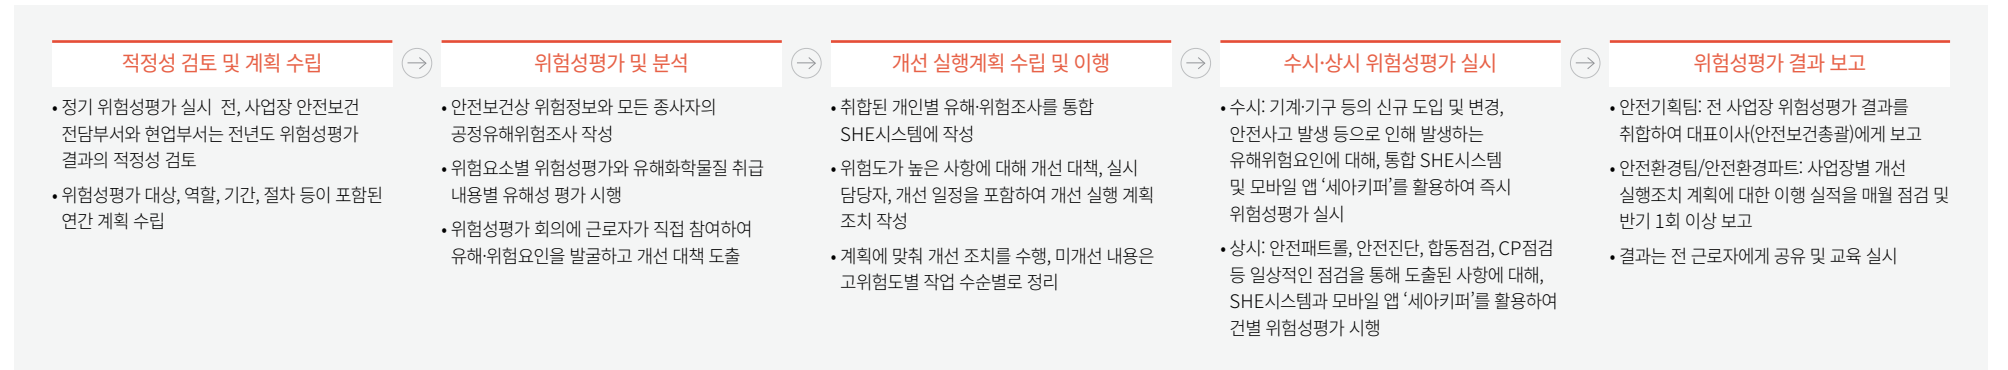 적정성 검토 및 계획 수립
• 정기 위험성평가 실시 전, 사업장 안전보건
전담부서와 현업부서는 전년도 위험성평가
결과의 적정성 검토
• 위험성평가 대상, 역할, 기간, 절차 등이 포함된
연간 계획 수립
위험성평가 및 분석
• 안전보건상 위험정보와 모든 종사자의
공정유해위험조사 작성
• 위험요소별 위험성평가와 유해화학물질 취급
내용별 유해성 평가 시행
• 위험성평가 회의에 근로자가 직접 참여하여
유해·위험요인을 발굴하고 개선 대책 도출
개선 실행계획 수립 및 이행
• 취합된 개인별 유해·위험조사를 통합
SHE시스템에 작성
• 위험도가 높은 사항에 대해 개선 대책, 실시
담당자, 개선 일정을 포함하여 개선 실행 계획
조치 작성
• 계획에 맞춰 개선 조치를 수행, 미개선 내용은
고위험도별 작업 수순별로 정리
수시·상시 위험성평가 실시
• 수시: 기계·기구 등의 신규 도입 및 변경,
안전사고 발생 등으로 인해 발생하는
유해위험요인에 대해, 통합 SHE시스템
및 모바일 앱 ‘세아키퍼’를 활용하여 즉시
위험성평가 실시
• 상시: 안전패트롤, 안전진단, 합동점검, CP점검
등 일상적인 점검을 통해 도출된 사항에 대해,
SHE시스템과 모바일 앱 ‘세아키퍼’를 활용하여
건별 위험성평가 시행
위험성평가 결과 보고
• 안전기획팀: 전 사업장 위험성평가 결과를
취합하여 대표이사(안전보건총괄)에게 보고
• 안전환경팀/안전환경파트: 사업장별 개선
실행조치 계획에 대한 이행 실적을 매월 점검 및
반기 1회 이상 보고
• 결과는 전 근로자에게 공유 및 교육 실시